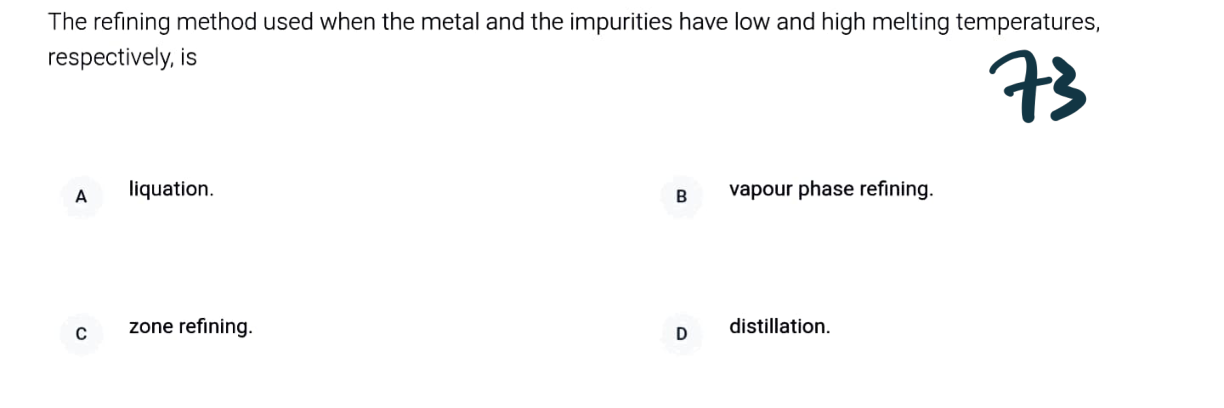 The refining method used when the metal and the impurities have low and high melting temperatures,
respectively, is
73
A liquation.
B vapour phase refining.
C zone refining.
D distillation.